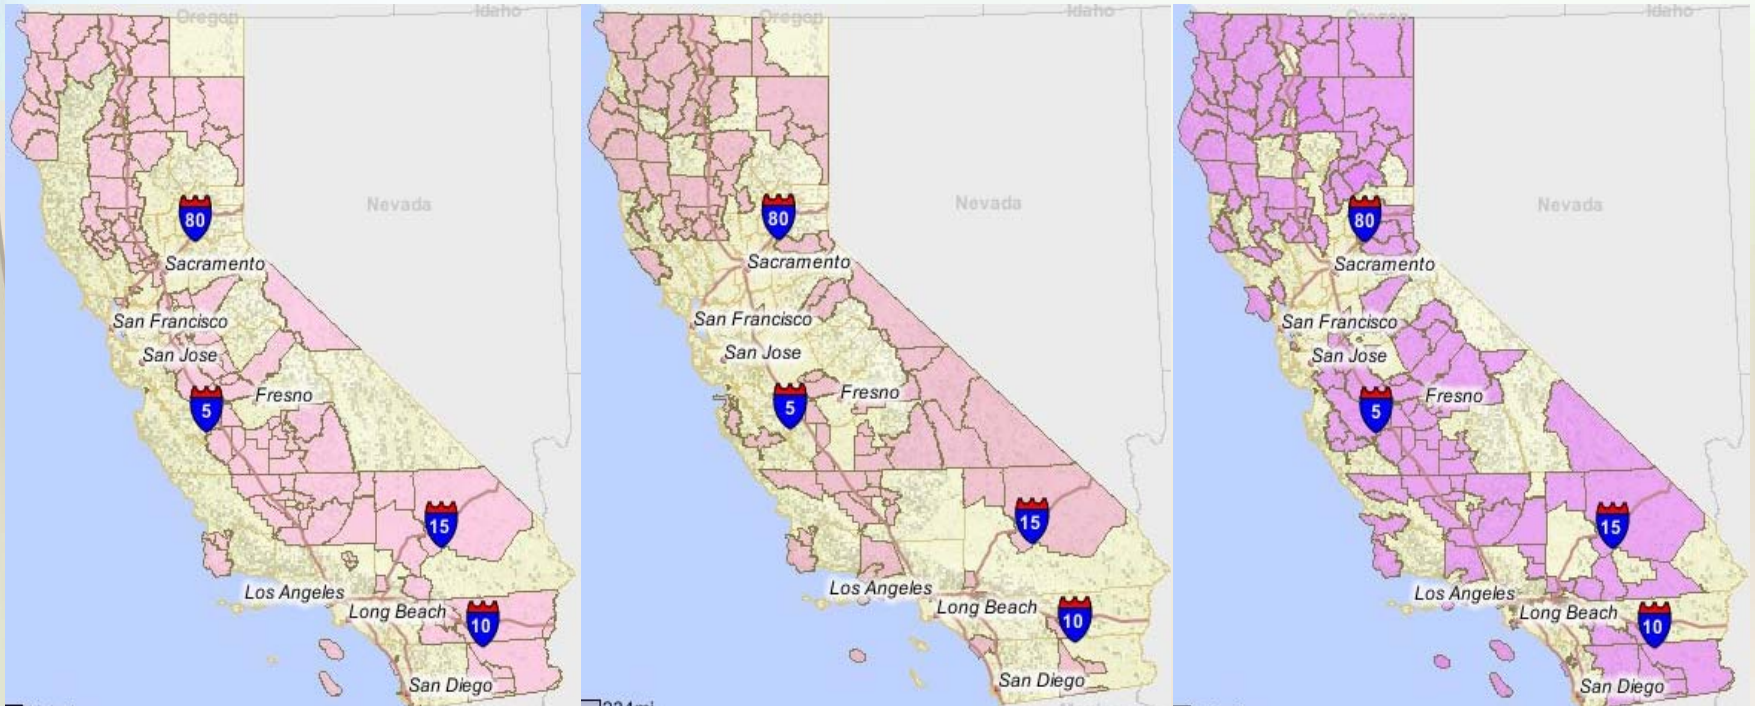 Oregon
Idaho
Nevada
80
Sacramento
San Francisco
San Jose
Fresno
5
15
Los Angeles
Long Beach
10
San Diego
Oregon
Idaho
Nevada
80
Sacramento
San Francisco
San Jose
Fresno
5
15
Los Angeles
Long Beach
10
San Diego
Oregon
Idaho
Nevada
80
Sacramento
San Francisco
San Jose
Fresno
5
15
Los Angeles
Long Beach
10
San Diego